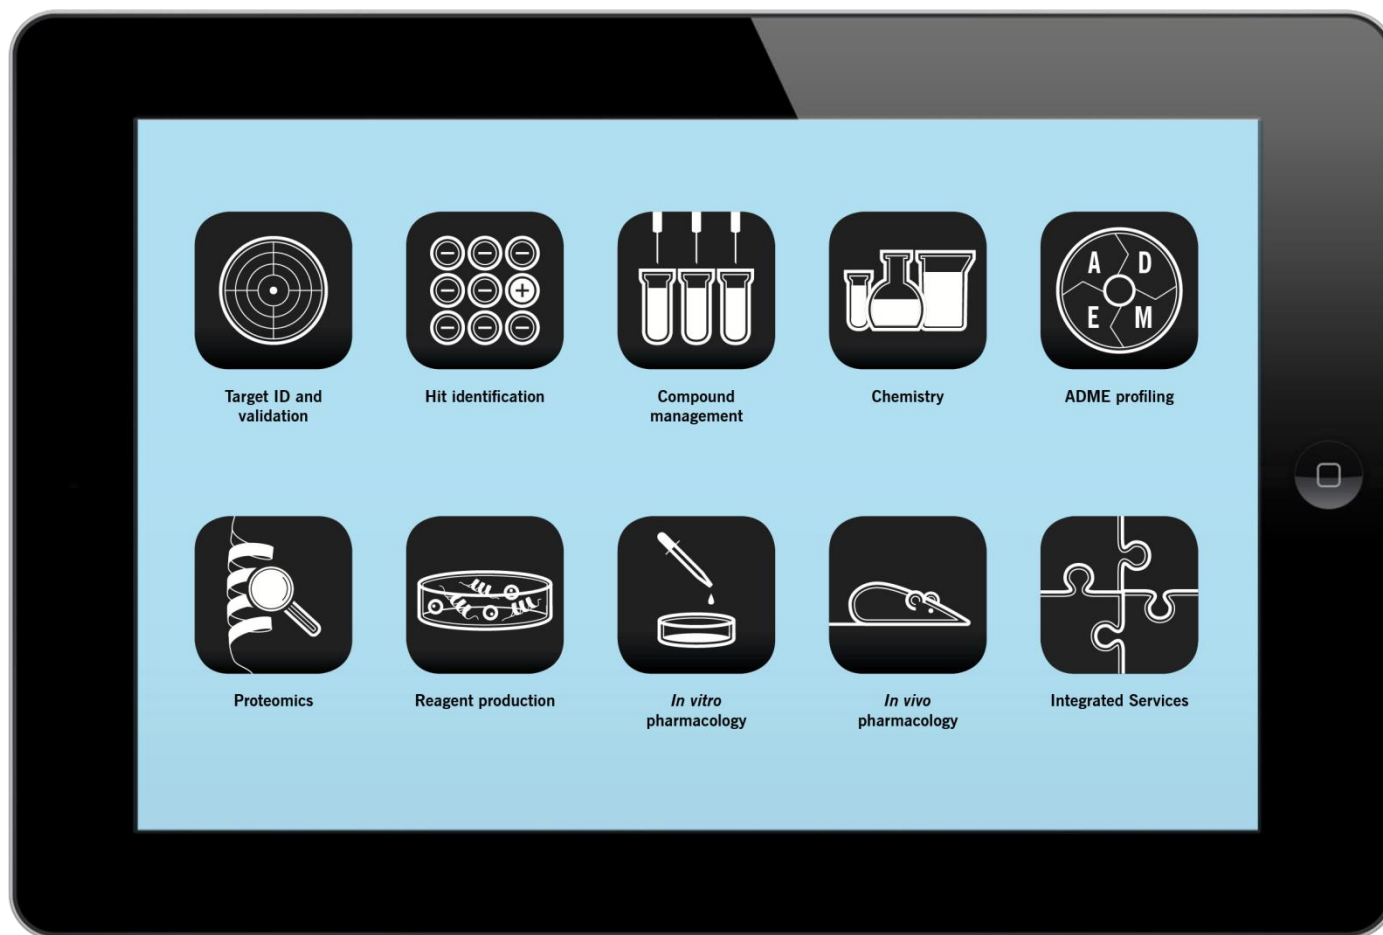 Target ID and
validation
Hit identification
Compound
management
Chemistry
A D
E M
ADME profiling
Proteomics
Reagent production
In vitro
pharmacology
In vivo
pharmacology
Integrated Services